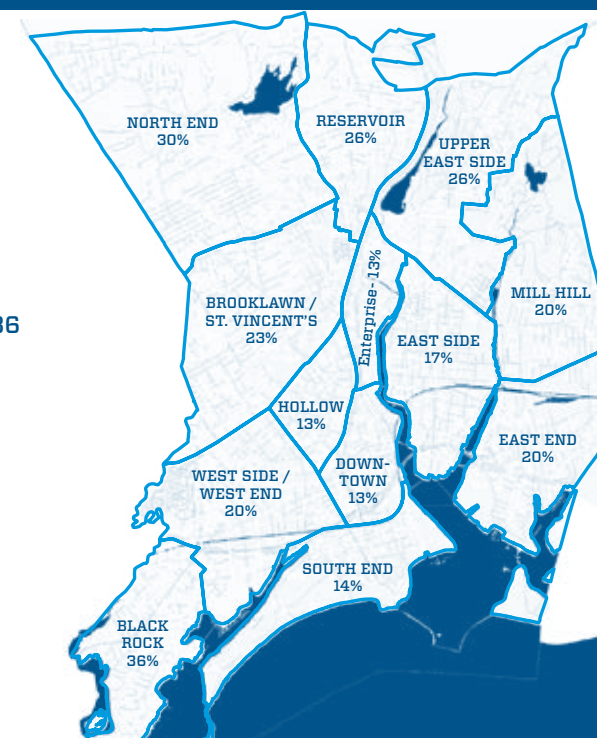 NORTH END
30%
RESERVOIR
26%
UPPER
EAST SIDE
26%
Enterprise- 13%
MILL HILL
20%
BROOKLAWN /
ST. VINCENT'S
23%
36
EAST SIDE
17%
HOLLOW
13%
EAST END
20%
DOWN-
TOWN
13%
WEST SIDE /
WEST END
20%
SOUTH END
14%
BLACK
ROCK
36%